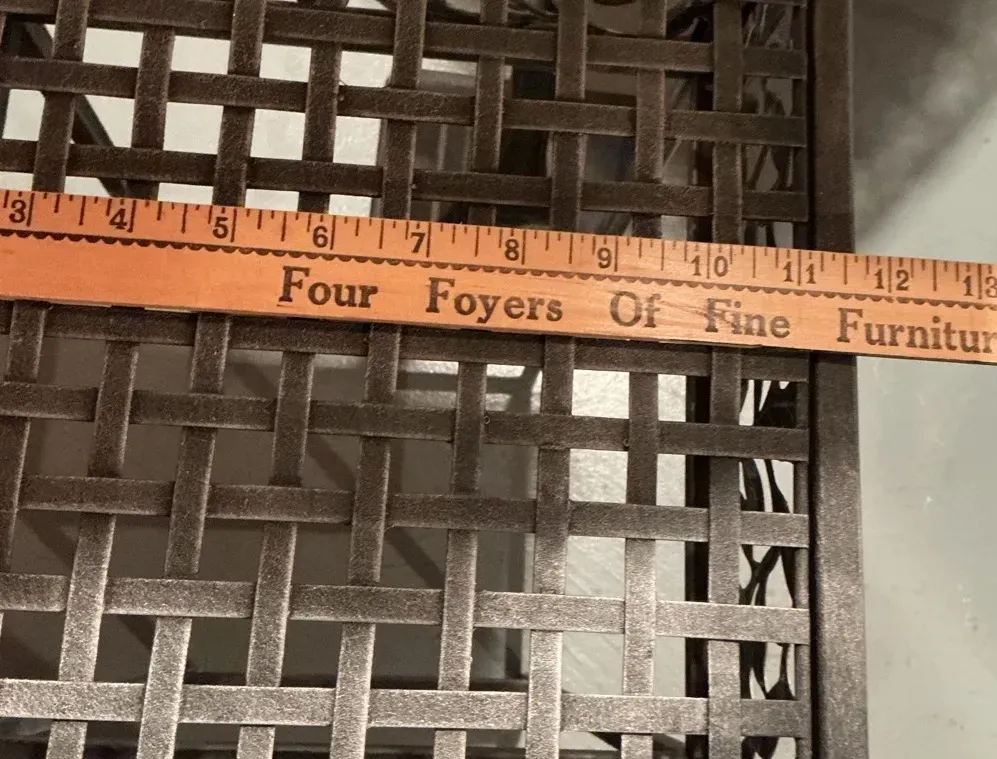 3 4 5 6 7 8 9 10 11 12 13
Four Foyers Of Fine Furnitur